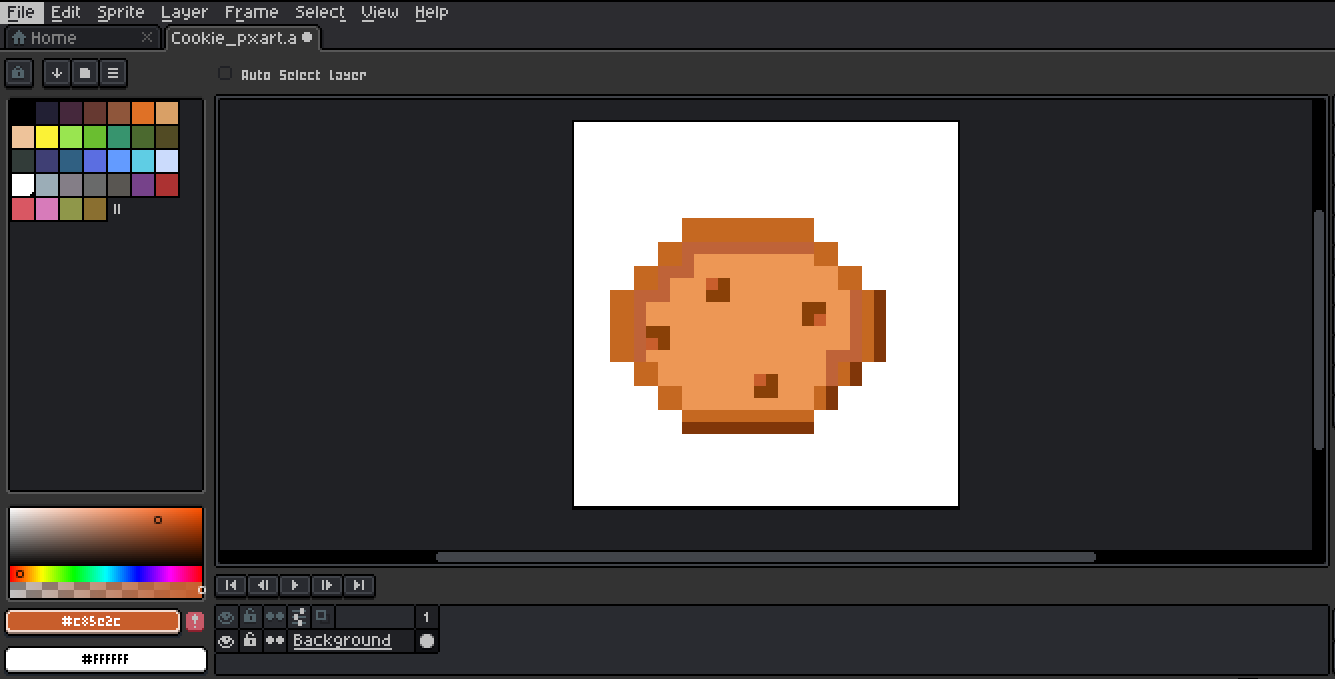 File Edit Sprite Layer Frame Select View Help
Home Cookie_pxart.a
Auto Select Layer
#c85e2c
1
#FFFFFF
Background